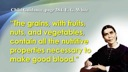 "The grains, with fruits,
nuts, and vegetables,
contain all the nutritive
properties necessary to
make good blood."